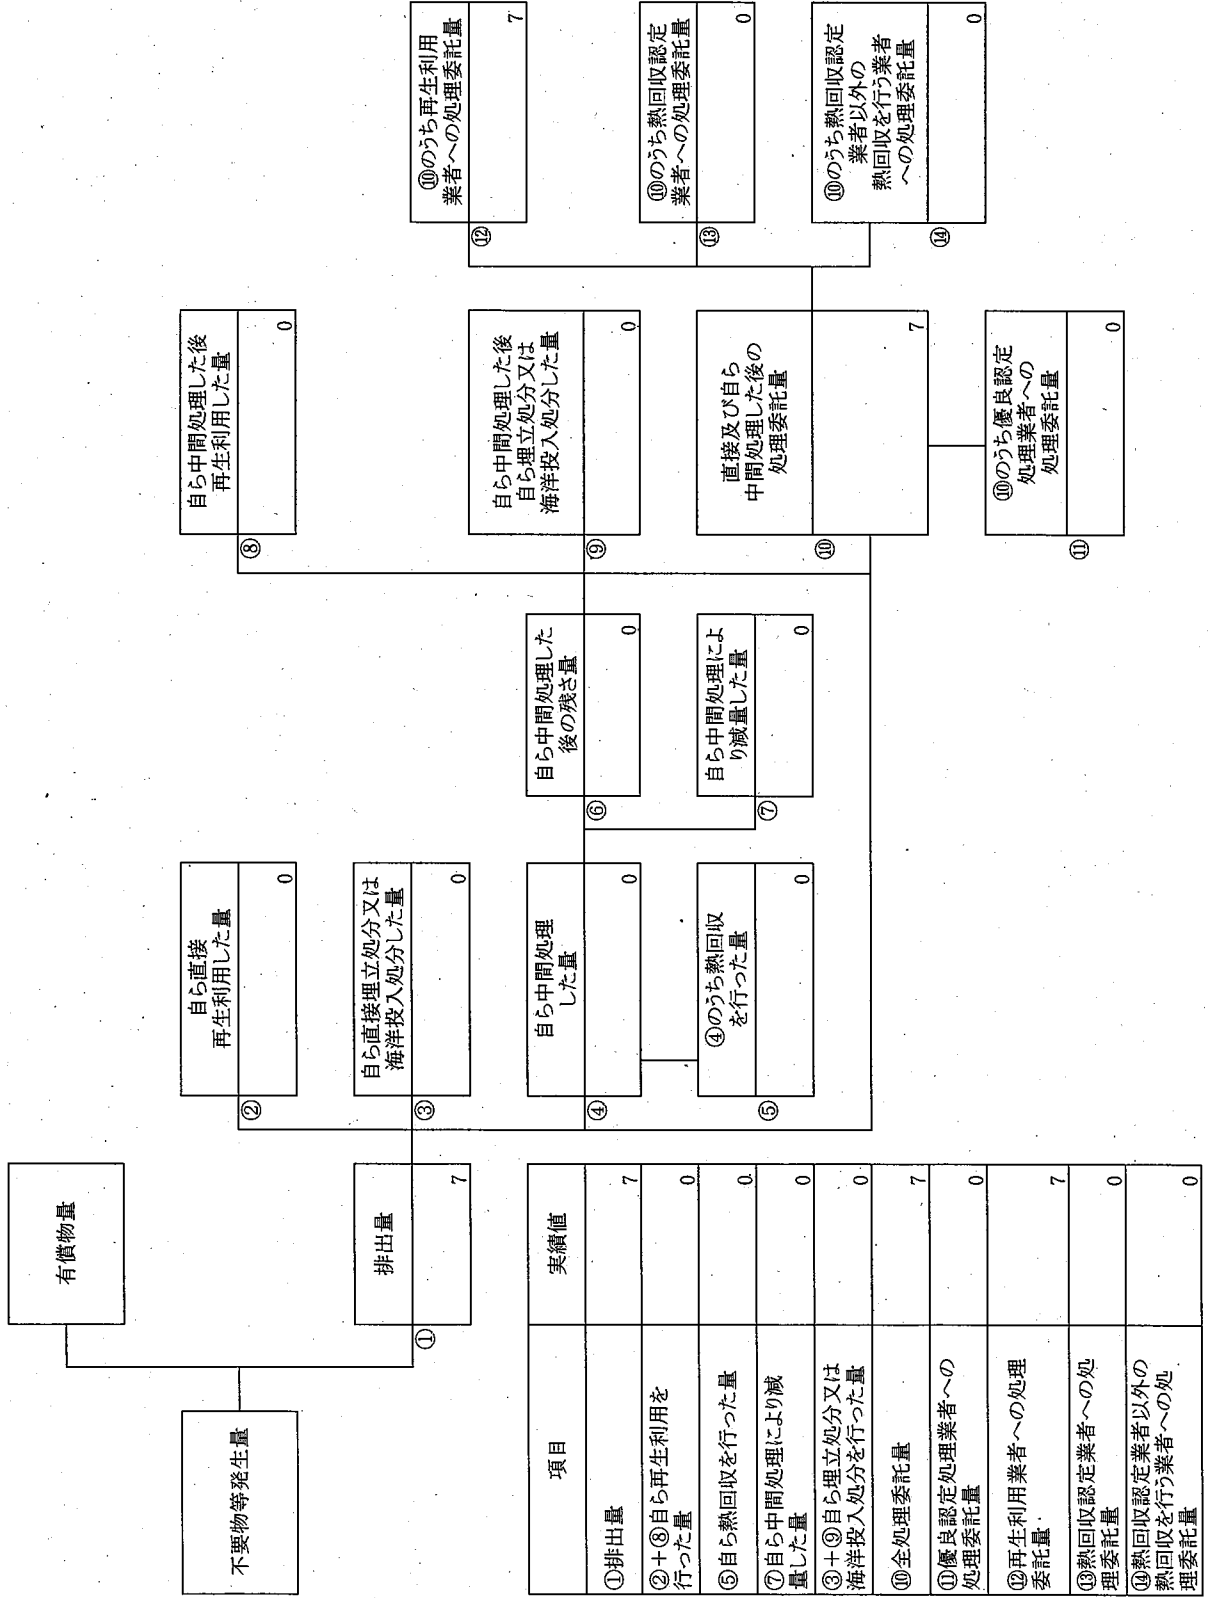 不要物等発生量
有償物量
排出量
①
7
自ら直接
再生利用した量
②
0
自ら直接埋立処分又は
海洋投入処分した量
③
0
自ら中間処理
した量
④
0
④のうち熱回収
を行った量
⑤
0
自ら中間処理した
後の残さ量
⑥
0
自ら中間処理によ
り減量した量
⑦
0
自ら中間処理した後
再生利用した量
⑧
0
自ら中間処理した後
自ら埋立処分又は
海洋投入処分した量
⑨
0
直接及び自ら
中間処理した後の
処理委託量
⑩
7
⑩のうち優良認定
処理業者への
処理委託量
⑪
0
⑩のうち再生利用
業者への処理委託量
⑫
7
⑩のうち熱回収認定
業者への処理委託量
⑬
0
⑩のうち熱回収認定
業者以外の
熱回収を行う業者
への処理委託量
⑭
0
項目 実績値
①排出量 7
②+⑧自ら再生利用を
行った量 0
⑤自ら熱回収を行った量 0
⑦自ら中間処理により減
量した量 0
③+⑨自ら埋立処分又は
海洋投入処分を行った量 0
⑩全処理委託量 7
⑪優良認定処理業者への
処理委託量 0
⑫再生利用業者への処理
委託量 7
⑬熱回収認定業者への処
理委託量 0
⑭熱回収認定業者以外の
熱回収を行う業者への処
理委託量 0